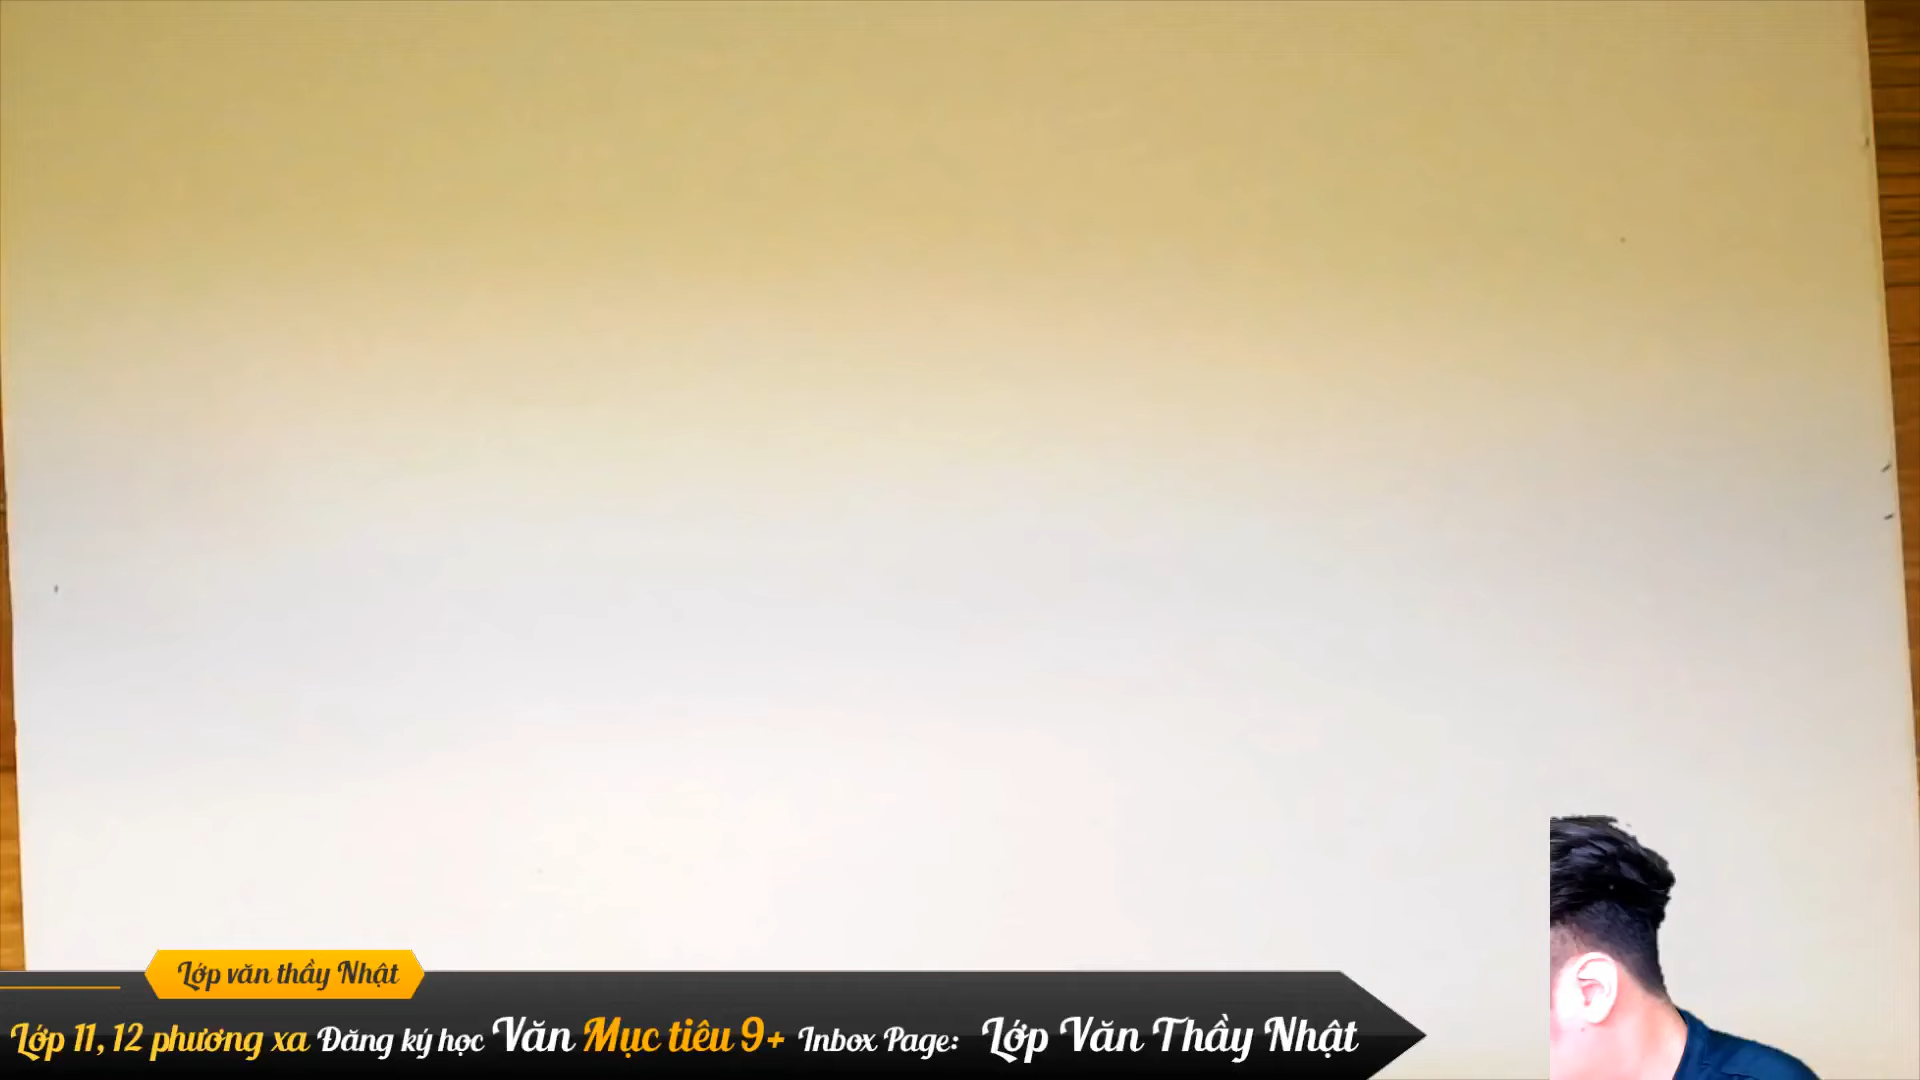 Lớp văn thầy Nhật
Lớp 11, 12 phương xa Đăng ký học Văn Mục tiêu 9+ Inbox Page: Lớp Văn Thầy Nhật